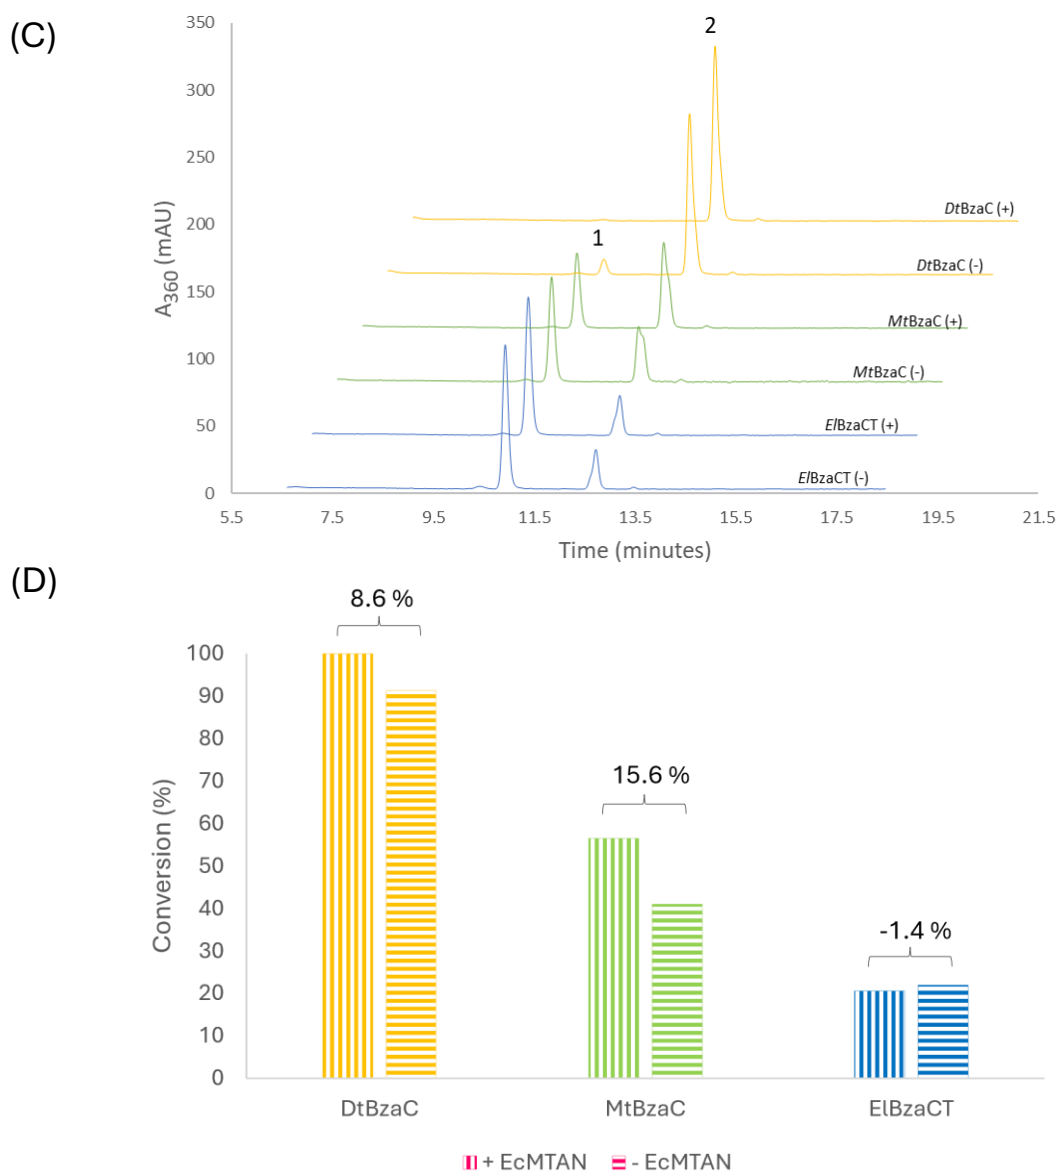 (C)
350
300
250
200
150
100
50
0
A360 (mAU)
2
1
DtBzaC (+)
DtBzaC (-)
MtBzaC (+)
MtBzaC (-)
ElBzaCT (+)
ElBzaCT (-)
5.5 7.5 9.5 11.5 13.5 15.5 17.5 19.5 21.5
Time (minutes)
(D)
8.6 %
15.6 %
-1.4 %
100
90
80
70
60
50
40
30
20
10
0
Conversion (%)
DtBzaC MtBzaC ElBzaCT
+ EcMTAN - EcMTAN